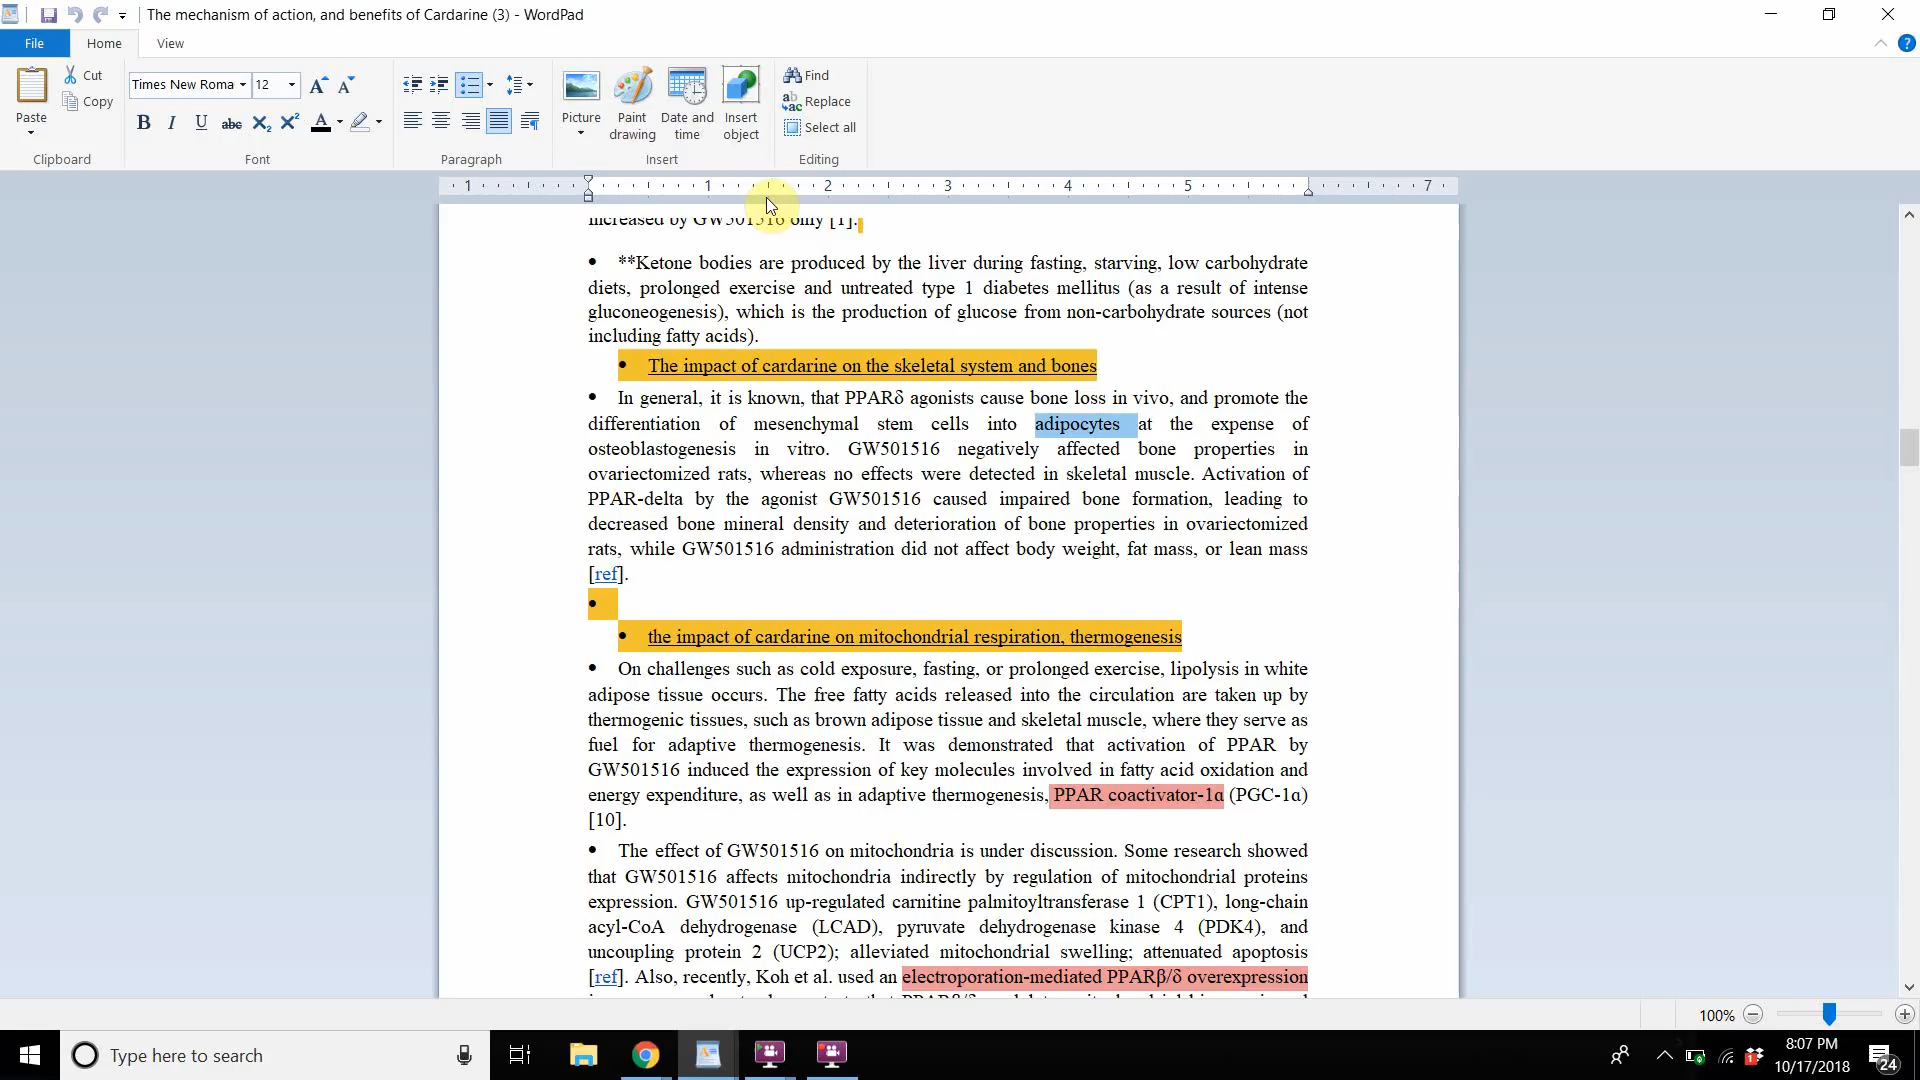 The mechanism of action, and benefits of Cardarine (3) - WordPad
File Home View
Paste
Cut
Copy
Clipboard
Times New Roma 12
B I U abc X₂ X² A
Font
Paragraph
Picture
Paint drawing
Date and time
Insert object
Insert
Find
Replace
Select all
Editing
1 1 2 3 4 5 7
increased by GW501516 only [1].
• **Ketone bodies are produced by the liver during fasting, starving, low carbohydrate
diets, prolonged exercise and untreated type 1 diabetes mellitus (as a result of intense
gluconeogenesis), which is the production of glucose from non-carbohydrate sources (not
including fatty acids).
• The impact of cardarine on the skeletal system and bones
• In general, it is known, that PPARδ agonists cause bone loss in vivo, and promote the
differentiation of mesenchymal stem cells into adipocytes at the expense of
osteoblastogenesis in vitro. GW501516 negatively affected bone properties in
ovariectomized rats, whereas no effects were detected in skeletal muscle. Activation of
PPAR-delta by the agonist GW501516 caused impaired bone formation, leading to
decreased bone mineral density and deterioration of bone properties in ovariectomized
rats, while GW501516 administration did not affect body weight, fat mass, or lean mass
[ref].
•
• the impact of cardarine on mitochondrial respiration, thermogenesis
• On challenges such as cold exposure, fasting, or prolonged exercise, lipolysis in white
adipose tissue occurs. The free fatty acids released into the circulation are taken up by
thermogenic tissues, such as brown adipose tissue and skeletal muscle, where they serve as
fuel for adaptive thermogenesis. It was demonstrated that activation of PPAR by
GW501516 induced the expression of key molecules involved in fatty acid oxidation and
energy expenditure, as well as in adaptive thermogenesis, PPAR coactivator-1α (PGC-1α)
[10].
• The effect of GW501516 on mitochondria is under discussion. Some research showed
that GW501516 affects mitochondria indirectly by regulation of mitochondrial proteins
expression. GW501516 up-regulated carnitine palmitoyltransferase 1 (CPT1), long-chain
acyl-CoA dehydrogenase (LCAD), pyruvate dehydrogenase kinase 4 (PDK4), and
uncoupling protein 2 (UCP2); alleviated mitochondrial swelling; attenuated apoptosis
[ref]. Also, recently, Koh et al. used an electroporation-mediated PPARβ/δ overexpression
100%
Type here to search
8:07 PM
10/17/2018
24